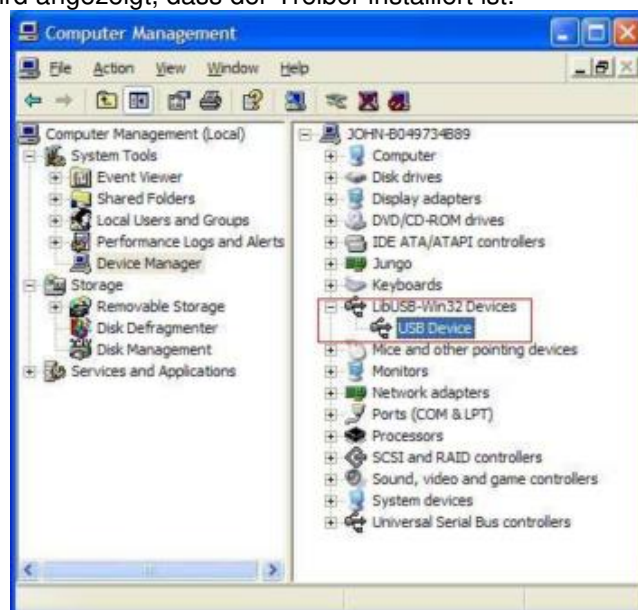 wird angezeigt, dass der Treiber installiert ist.
Computer Management
File Action View Window Help
Computer Management (Local)
System Tools
Event Viewer
Shared Folders
Local Users and Groups
Performance Logs and Alerts
Device Manager
Storage
Removable Storage
Disk Defragmenter
Disk Management
Services and Applications
JOHN-B049734B89
Computer
Disk drives
Display adapters
DVD/CD-ROM drives
IDE ATA/ATAPI controllers
Jungo
Keyboards
LibUSB-Win32 Devices
USB Device
Mice and other pointing devices
Monitors
Network adapters
Ports (COM & LPT)
Processors
SCSI and RAID controllers
Sound, video and game controllers
System devices
Universal Serial Bus controllers